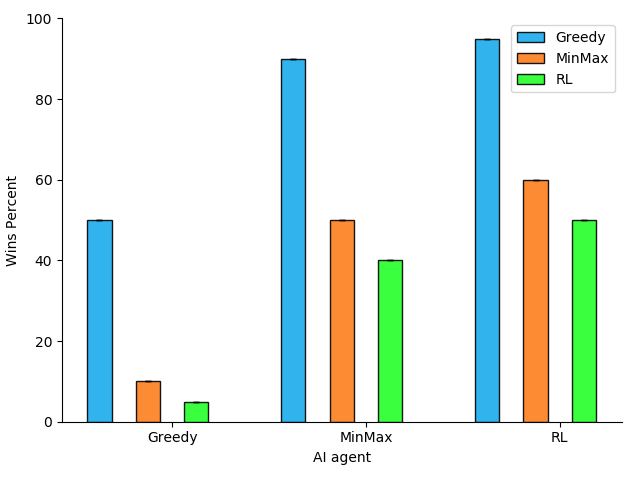 100
80
60
40
20
0
Wins Percent
Greedy
MinMax
RL
Greedy MinMax RL
AI agent